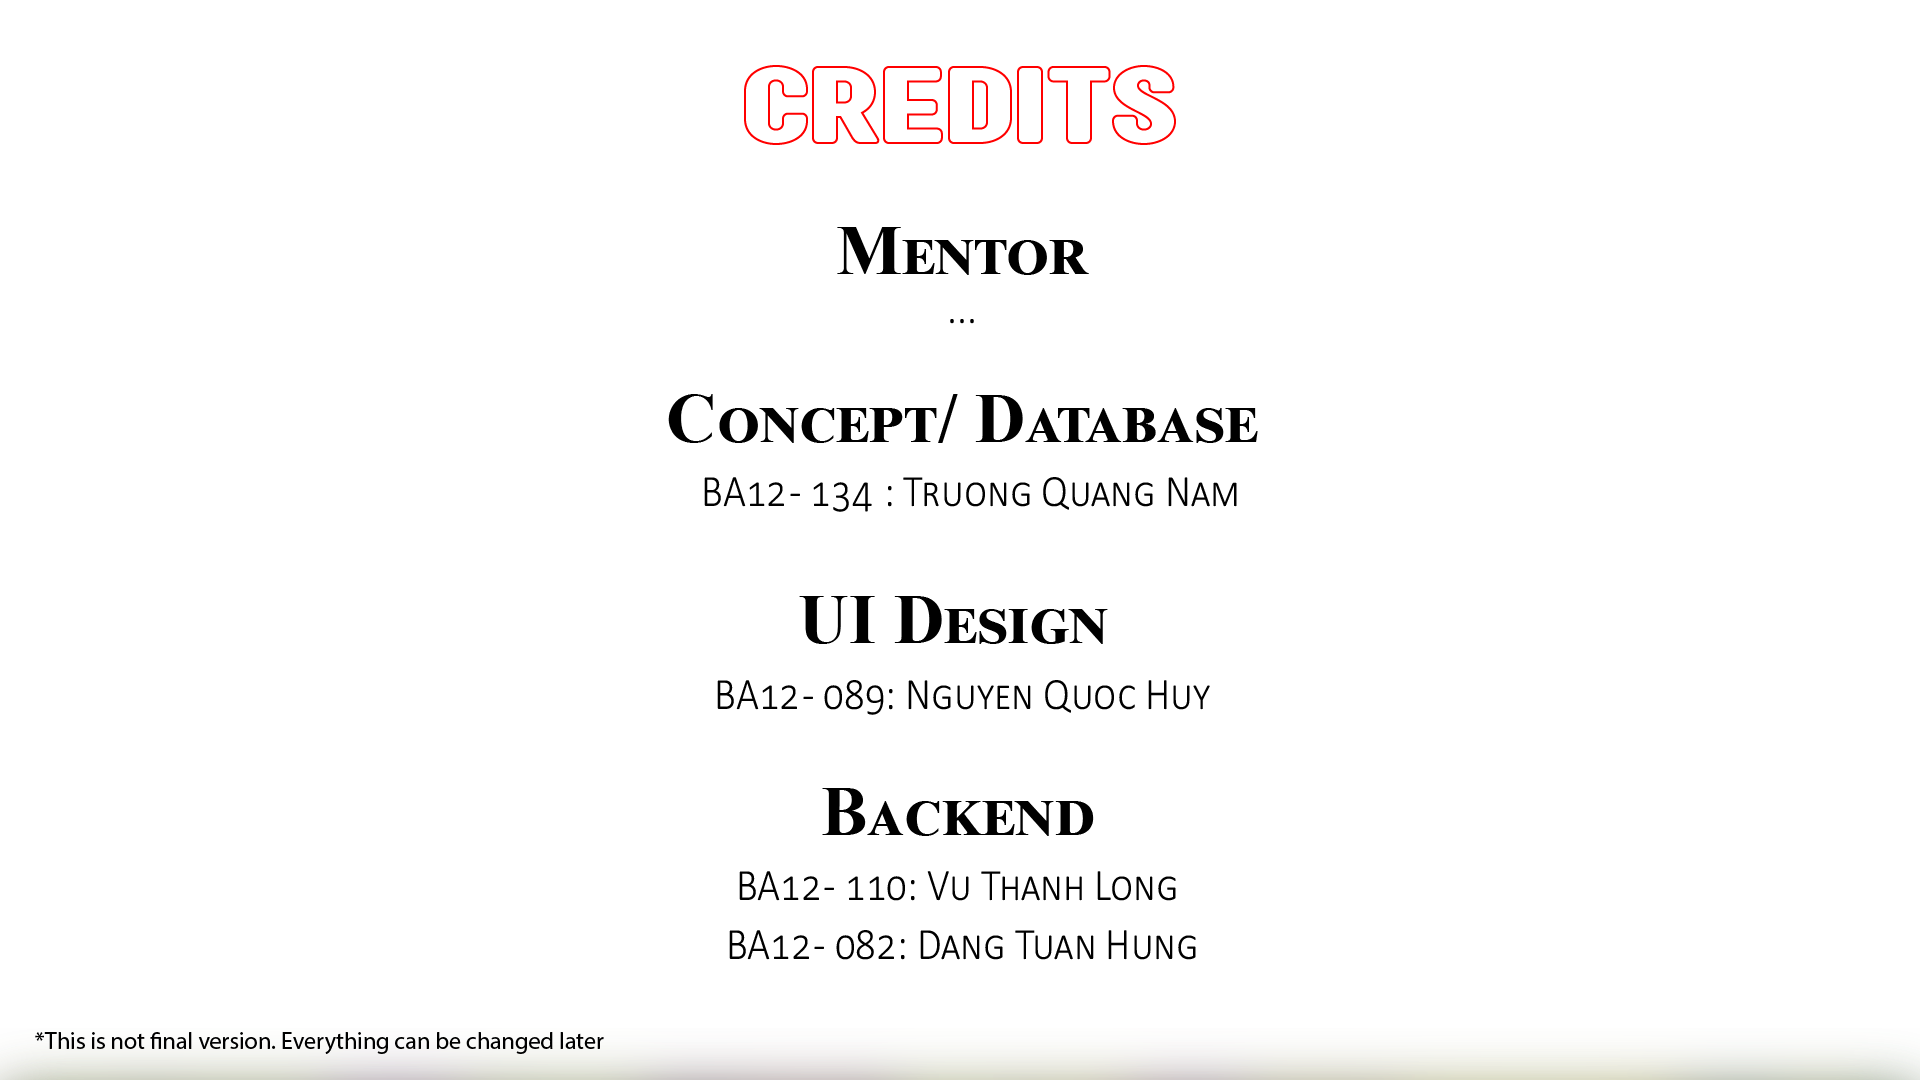 CREDITS
Mentor
...
Concept/ Database
BA12- 134 : Truong Quang Nam
UI Design
BA12- 089: Nguyen Quoc Huy
Backend
BA12- 110: Vu Thanh Long
BA12- 082: Dang Tuan Hung
*This is not final version. Everything can be changed later